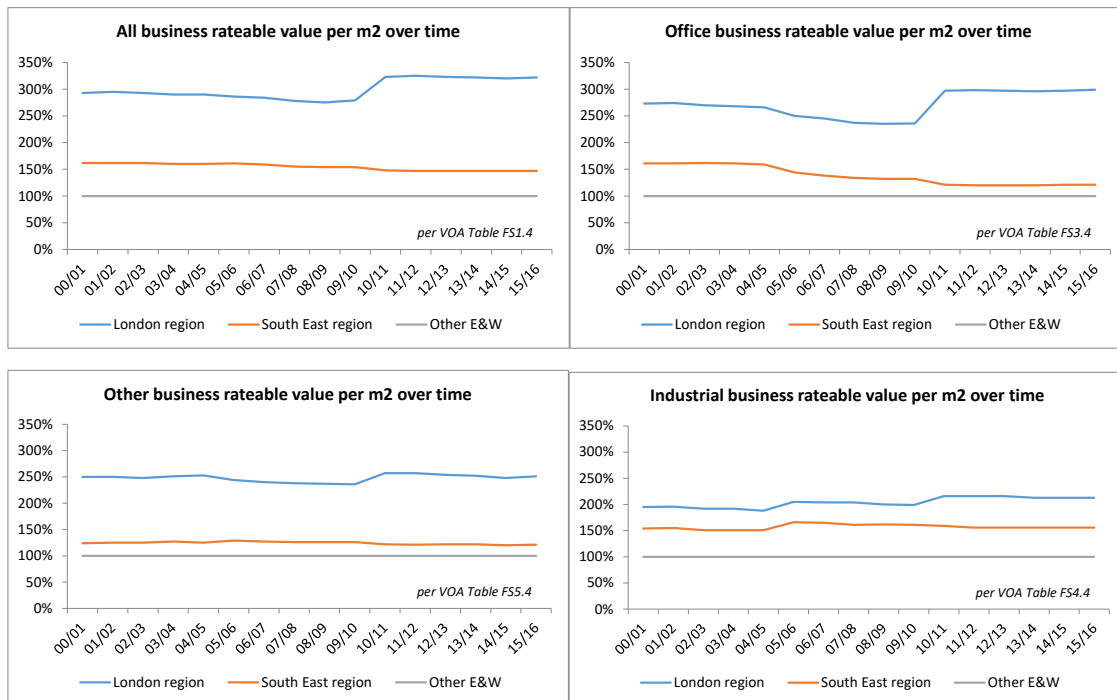 All business rateable value per m2 over time
350%
300%
250%
200%
150%
100%
50%
0%
per VOA Table FS1.4
00/01 01/02 02/03 03/04 04/05 05/06 06/07 07/08 08/09 09/10 10/11 11/12 12/13 13/14 14/15 15/16
London region South East region Other E&W
Office business rateable value per m2 over time
350%
300%
250%
200%
150%
100%
50%
0%
per VOA Table FS3.4
00/01 01/02 02/03 03/04 04/05 05/06 06/07 07/08 08/09 09/10 10/11 11/12 12/13 13/14 14/15 15/16
London region South East region Other E&W
Other business rateable value per m2 over time
350%
300%
250%
200%
150%
100%
50%
0%
per VOA Table FS5.4
00/01 01/02 02/03 03/04 04/05 05/06 06/07 07/08 08/09 09/10 10/11 11/12 12/13 13/14 14/15 15/16
London region South East region Other E&W
Industrial business rateable value per m2 over time
350%
300%
250%
200%
150%
100%
50%
0%
per VOA Table FS4.4
00/01 01/02 02/03 03/04 04/05 05/06 06/07 07/08 08/09 09/10 10/11 11/12 12/13 13/14 14/15 15/16
London region South East region Other E&W